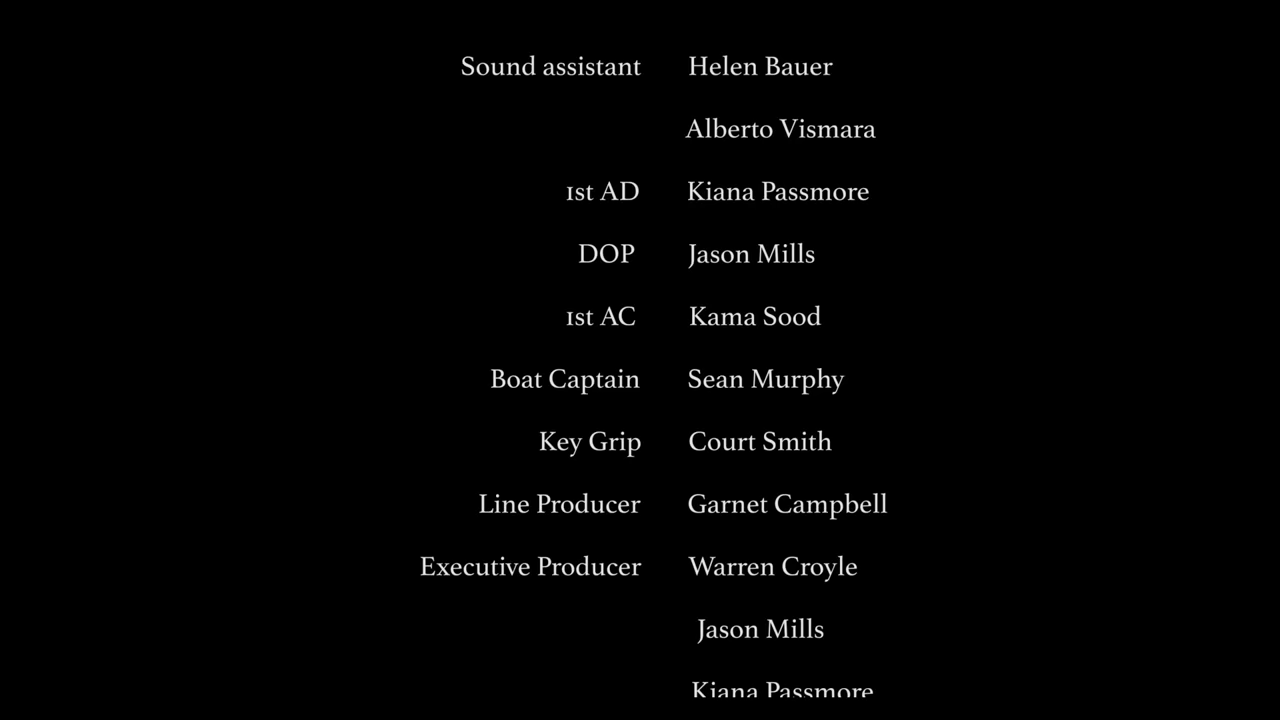 Sound assistant Helen Bauer
Alberto Vismara
1st AD Kiana Passmore
DOP Jason Mills
1st AC Kama Sood
Boat Captain Sean Murphy
Key Grip Court Smith
Line Producer Garnet Campbell
Executive Producer Warren Croyle
Jason Mills
Kiana Passmore